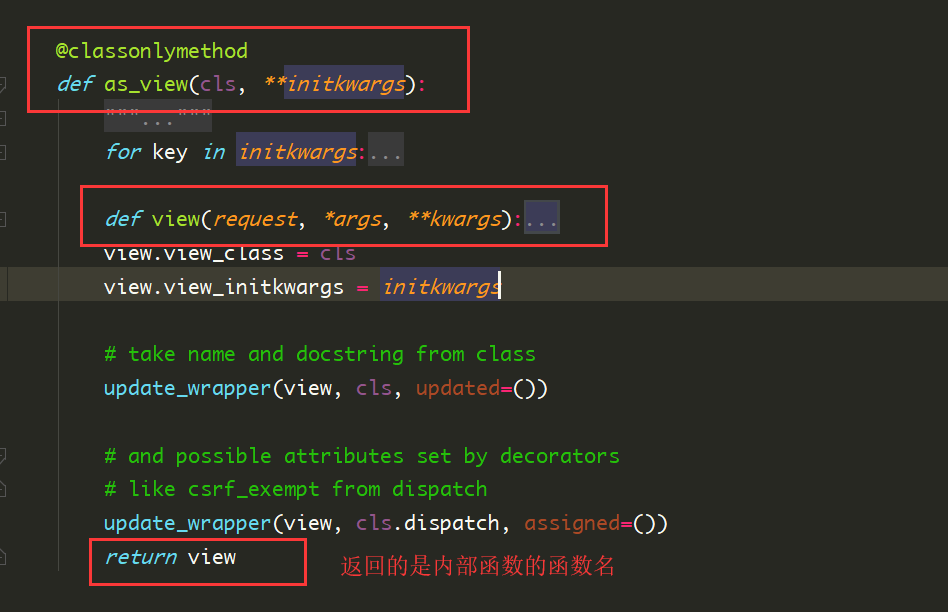 @classonlymethod
def as_view(cls, **initkwargs):
"""..."""
for key in initkwargs:...
def view(request, *args, **kwargs):...
view.view_class = cls
view.view_initkwargs = initkwargs
# take name and docstring from class
update_wrapper(view, cls, updated=())
# and possible attributes set by decorators
# like csrf_exempt from dispatch
update_wrapper(view, cls.dispatch, assigned=())
return view 返回的是内部函数的函数名